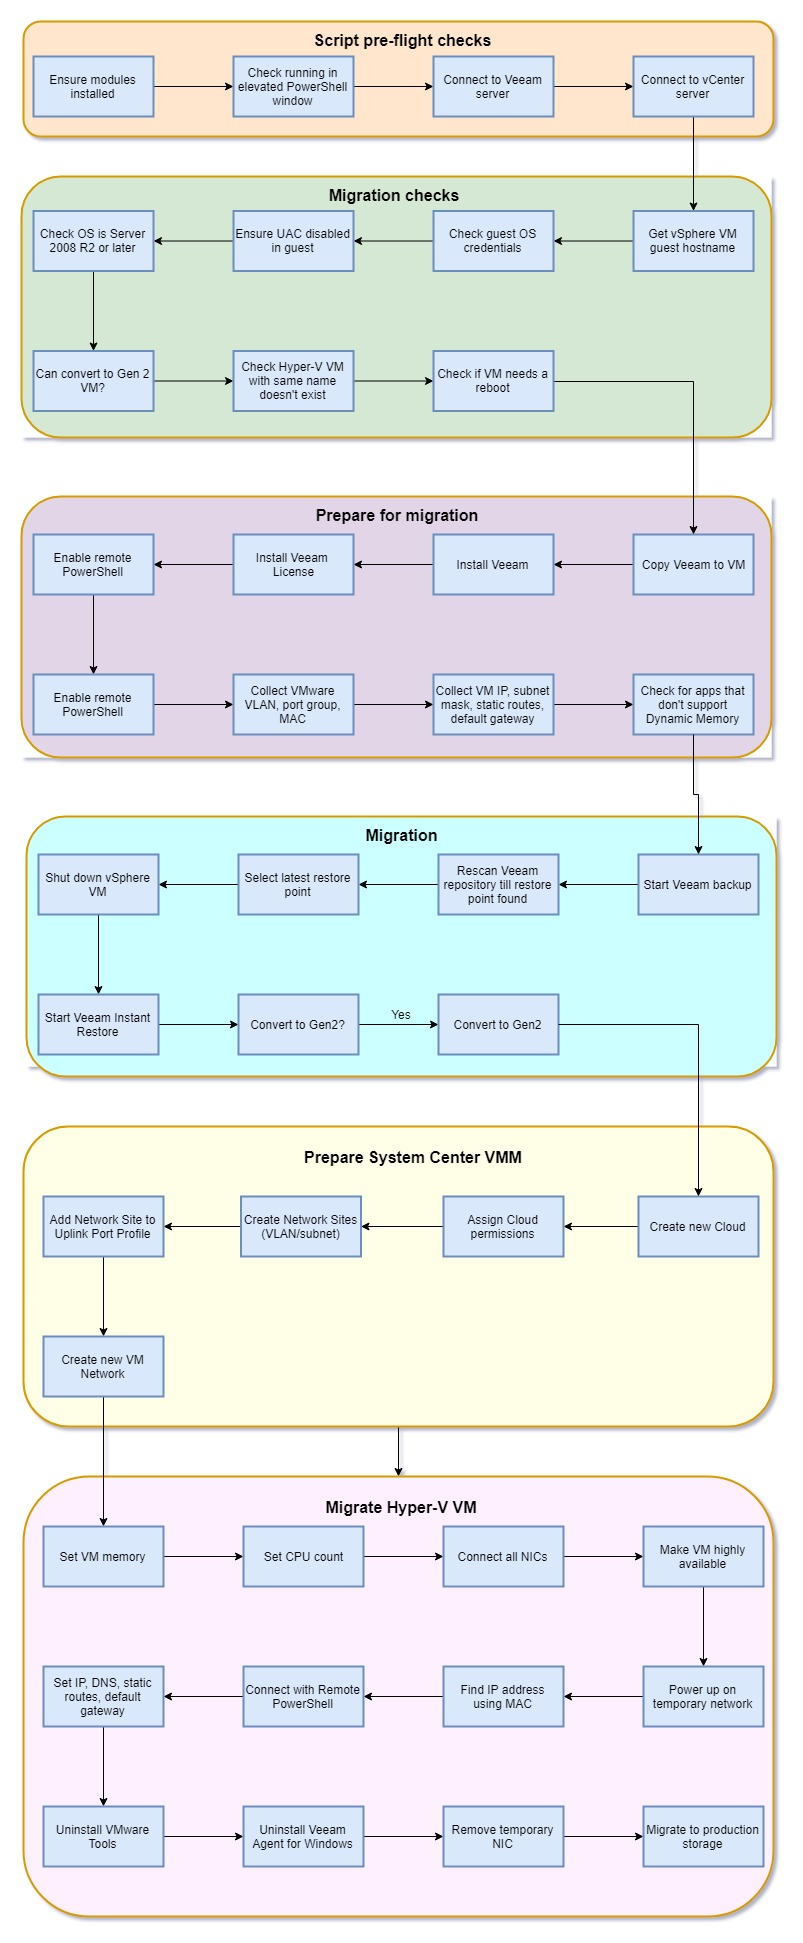 Script pre-flight checks
Ensure modules
installed
Check running in
elevated PowerShell
window
Connect to Veeam
server
Connect to vCenter
server
Migration checks
Check OS is Server
2008 R2 or later
Ensure UAC disabled
in guest
Check guest OS
credentials
Get vSphere VM
guest hostname
Can convert to Gen 2
VM?
Check Hyper-V VM
with same name
doesn't exist
Check if VM needs a
reboot
Prepare for migration
Enable remote
PowerShell
Install Veeam
License
Install Veeam
Copy Veeam to VM
Enable remote
PowerShell
Collect VMware
VLAN, port group,
MAC
Collect VM IP, subnet
mask, static routes,
default gateway
Check for apps that
don't support
Dynamic Memory
Migration
Shut down vSphere
VM
Select latest restore
point
Rescan Veeam
repository till restore
point found
Start Veeam backup
Start Veeam Instant
Restore
Convert to Gen2?
Yes
Convert to Gen2
Prepare System Center VMM
Add Network Site to
Uplink Port Profile
Create Network Sites
(VLAN/subnet)
Assign Cloud
permissions
Create new Cloud
Create new VM
Network
Migrate Hyper-V VM
Set VM memory
Set CPU count
Connect all NICs
Make VM highly
available
Set IP, DNS, static
routes, default
gateway
Connect with Remote
PowerShell
Find IP address
using MAC
Power up on
temporary network
Uninstall VMware
Tools
Uninstall Veeam
Agent for Windows
Remove temporary
NIC
Migrate to production
storage